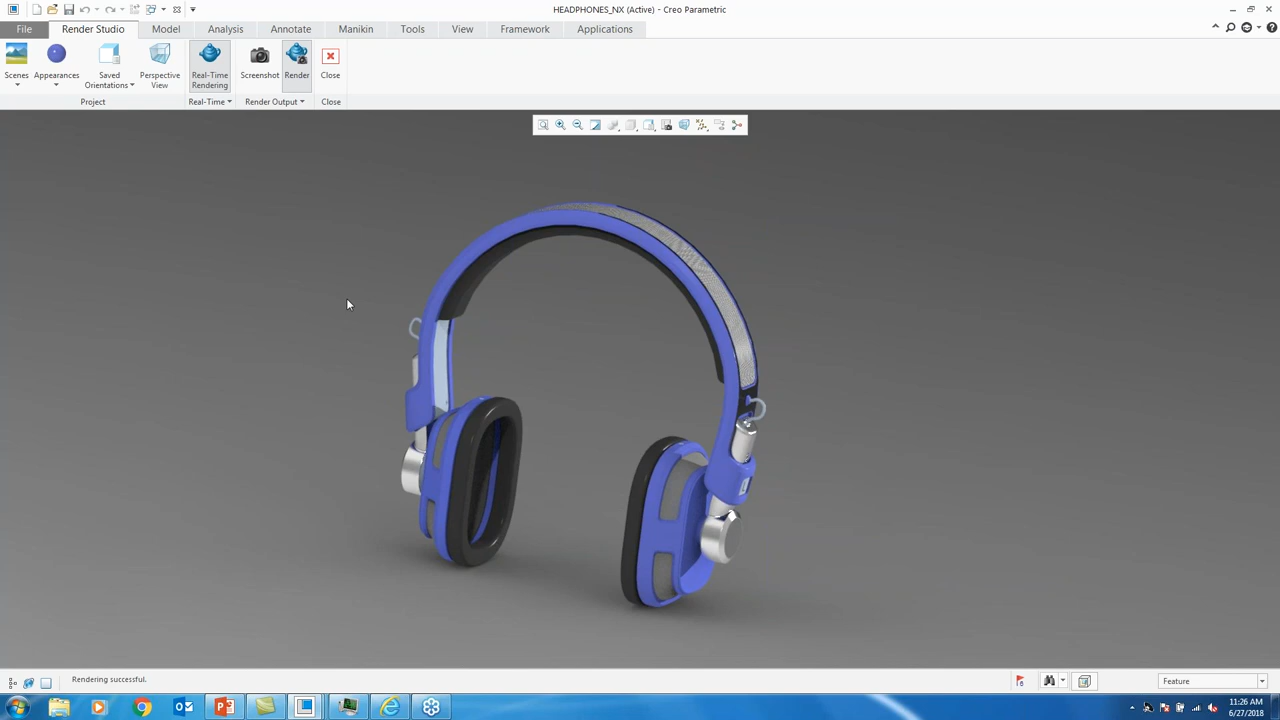 HEADPHONES_NX (Active) - Creo Parametric
File
Render Studio
Model
Analysis
Annotate
Manikin
Tools
View
Framework
Applications
Scenes
Appearances
Saved
Orientations
Perspective
View
Real-Time
Rendering
Screenshot
Render
Close
Project
Real-Time
Render Output
Close
Rendering successful.
6
Feature
11:26 AM
6/27/2018